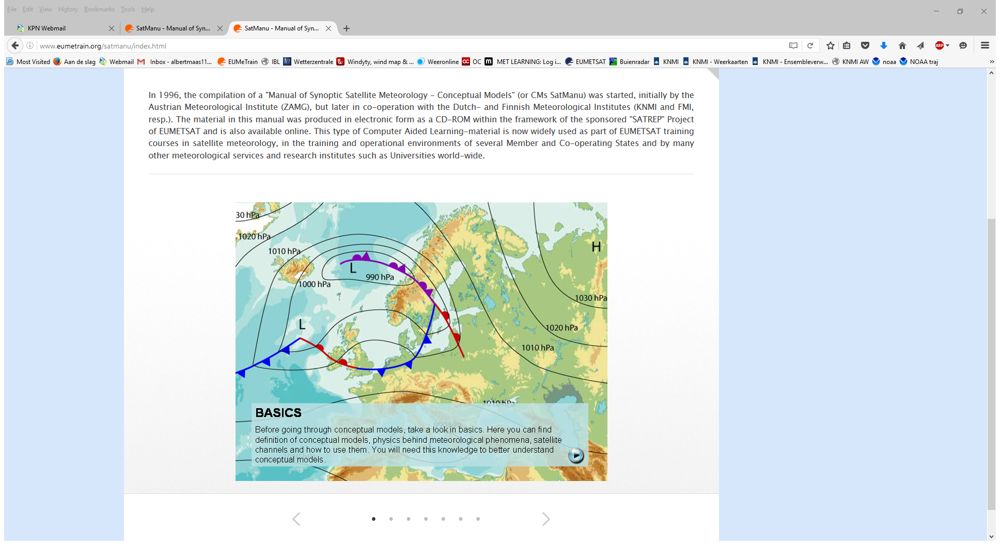 File Edit View History Bookmarks Tools Help
KPN Webmail
SatManu - Manual of Syn...
SatManu - Manual of Syn...
www.eumetrain.org/satmanu/index.html
ABP
Most Visited Aan de slag Webmail Inbox - albertmaas11... EUMeTrain IBL Wetterzentrale Windyty, wind map & ... Weeronline OC MET LEARNING: Log i... EUMETSAT Buienradar KNMI KNMI - Weerkaarten KNMI - Ensembleverw... KNMI AW noaa NOAA traj
In 1996, the compilation of a "Manual of Synoptic Satellite Meteorology - Conceptual Models" (or CMs SatManu) was started, initially by the
Austrian Meteorological Institute (ZAMG), but later in co-operation with the Dutch- and Finnish Meteorological Institutes (KNMI and FMI,
resp.). The material in this manual was produced in electronic form as a CD-ROM within the framework of the sponsored "SATREP" Project
of EUMETSAT and is also available online. This type of Computer Aided Learning-material is now widely used as part of EUMETSAT training
courses in satellite meteorology, in the training and operational environments of several Member and Co-operating States and by many
other meteorological services and research institutes such as Universities world-wide.
30 hPa
1020 hPa
1010 hPa
H
L
990 hPa
1000 hPa
1030 hPa
L
1020 hPa
1010 hPa
1010 hPa
990 hPa
BASICS
Before going through conceptual models, take a look in basics. Here you can find
definition of conceptual models, physics behind meteorological phenomena, satellite
channels and how to use them. You will need this knowledge to better understand
conceptual models.